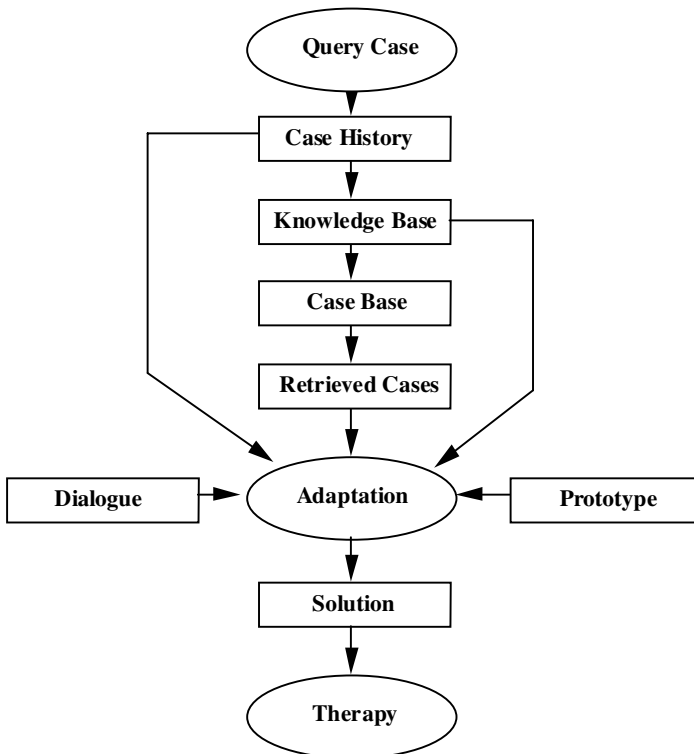 Query Case
Case History
Knowledge Base
Case Base
Retrieved Cases
Dialogue
Adaptation
Prototype
Solution
Therapy